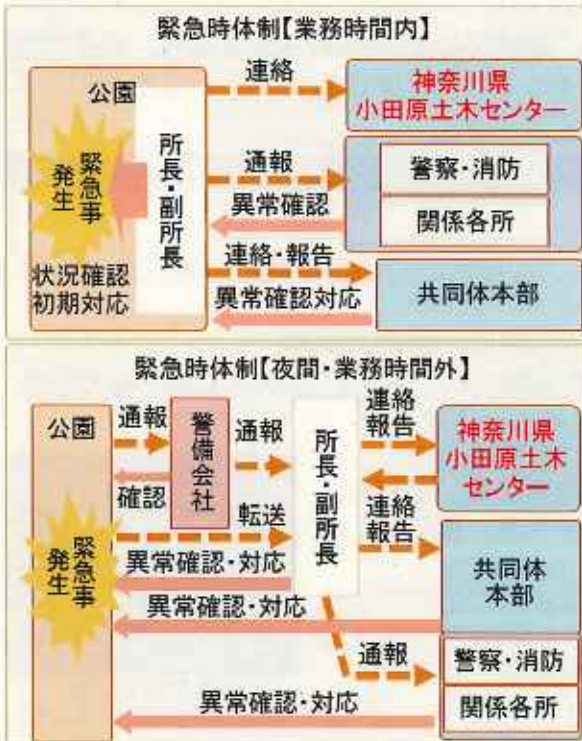 緊急時体制【業務時間内】
公園
緊急事
発生
所長・副所長
状況確認
初期対応
連絡
神奈川県
小田原土木センター
通報
異常確認
警察・消防
関係各所
連絡・報告
異常確認対応
共同体本部
緊急時体制【夜間・業務時間外】
公園
緊急事
発生
通報
警備会社
確認
通報
転送
所長・副所長
連絡
報告
神奈川県
小田原土木
センター
連絡
報告
異常確認・対応
異常確認・対応
共同体
本部
通報
警察・消防
関係各所
異常確認・対応